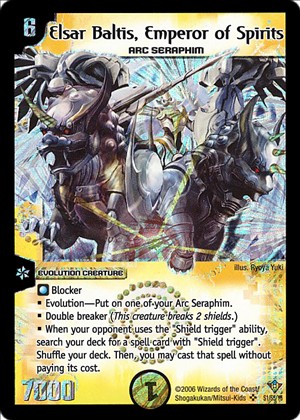 6
Elsar Baltis, Emperor of Spirits
ARC SERAPHIM
illus. Ryoya Yuki
EVOLUTION CREATURE
Blocker
• Evolution—Put on one of your Arc Seraphim.
• Double breaker (This creature breaks 2 shields.)
• When your opponent uses the "Shield trigger" ability,
search your deck for a spell card with "Shield trigger".
Shuffle your deck. Then, you may cast that spell without
paying its cost.
7000
©2006 Wizards of the Coast/
Shogakukan/Mitsui-Kids